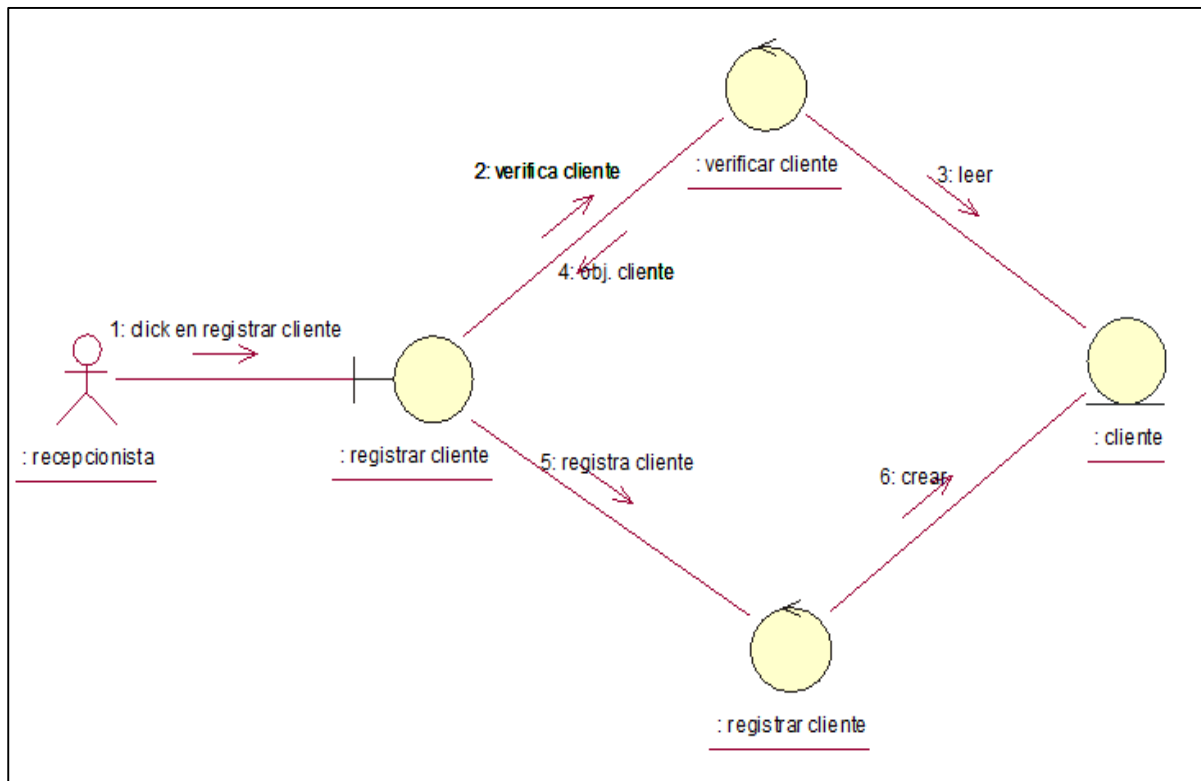 : verificar cliente
2: verifica cliente
3: leer
4: obj. cliente
1: click en registrar cliente
: recepcionista
: registrar cliente
: cliente
5: registra cliente
6: crear
: registrar cliente